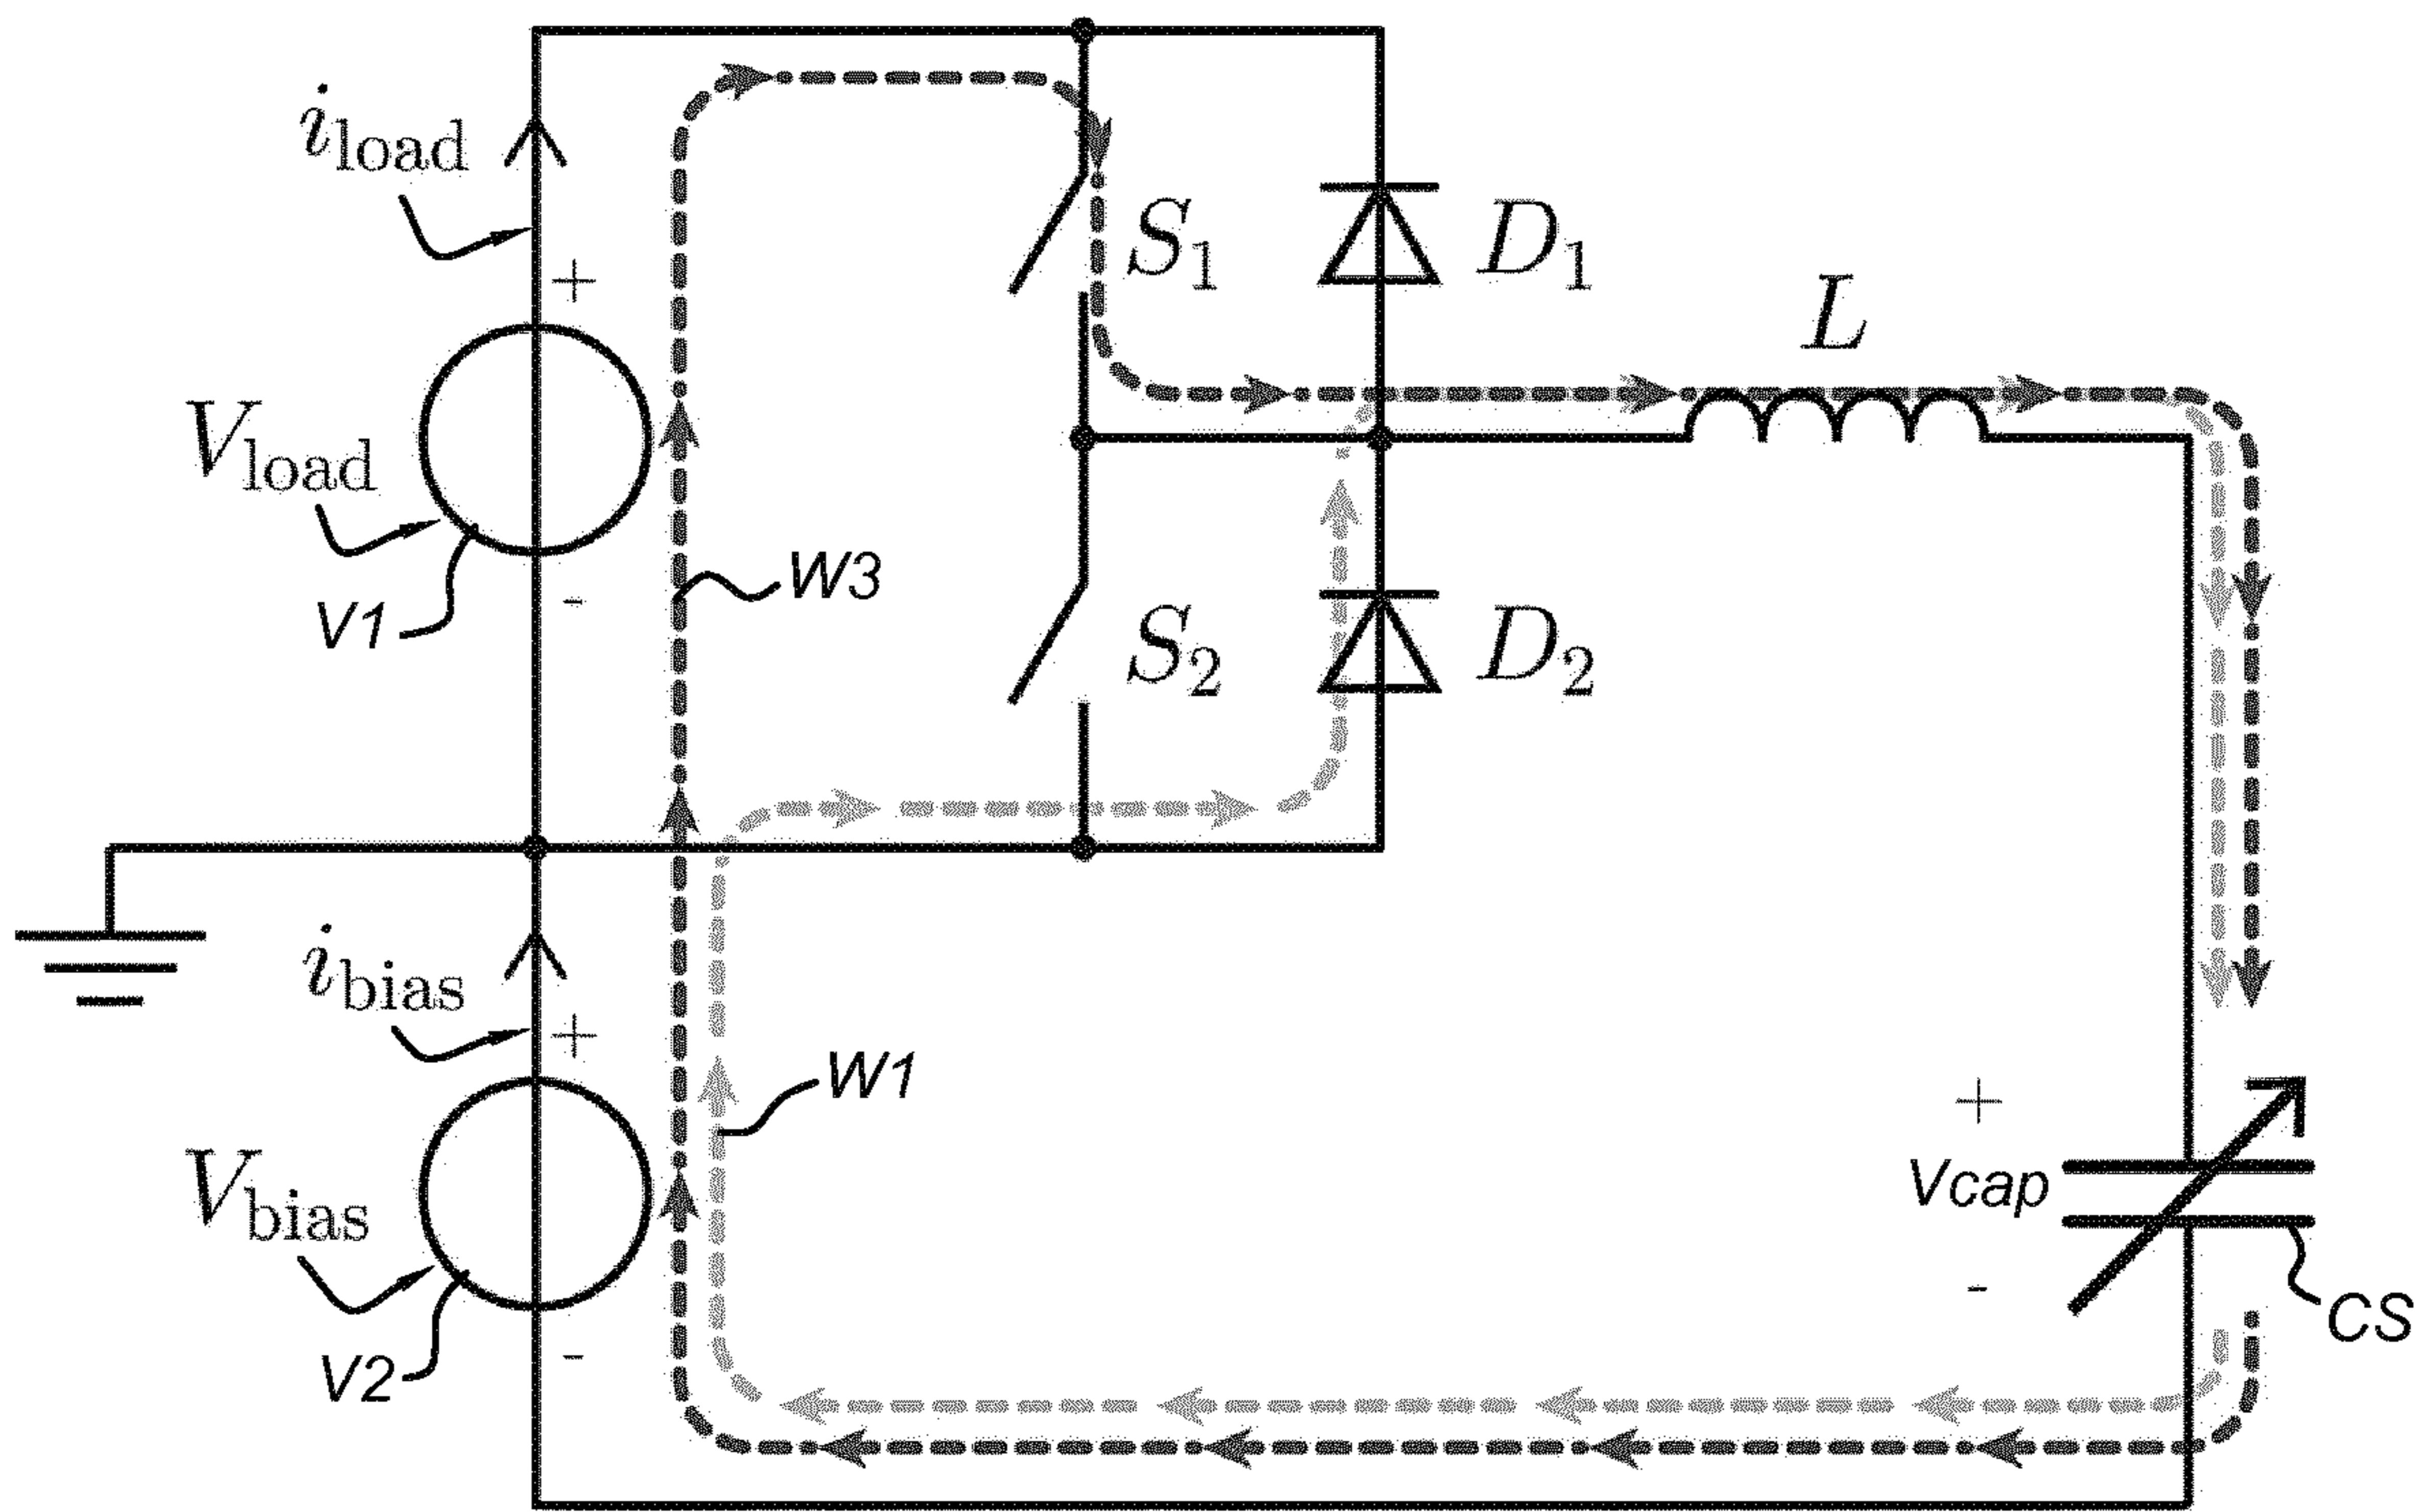 i_load
+
V_load
V1
-
W3
S_1
D_1
L
S_2
D_2
i_bias
+
V_bias
V2
-
W1
+
Vcap
-
CS